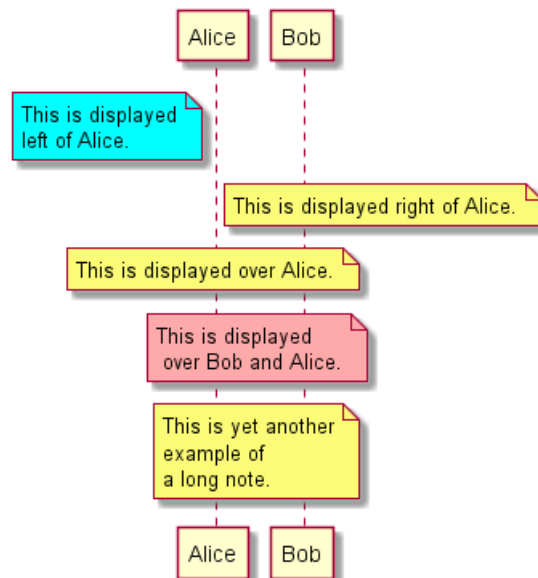 Alice
Bob
This is displayed
left of Alice.
This is displayed right of Alice.
This is displayed over Alice.
This is displayed
over Bob and Alice.
This is yet another
example of
a long note.
Alice
Bob